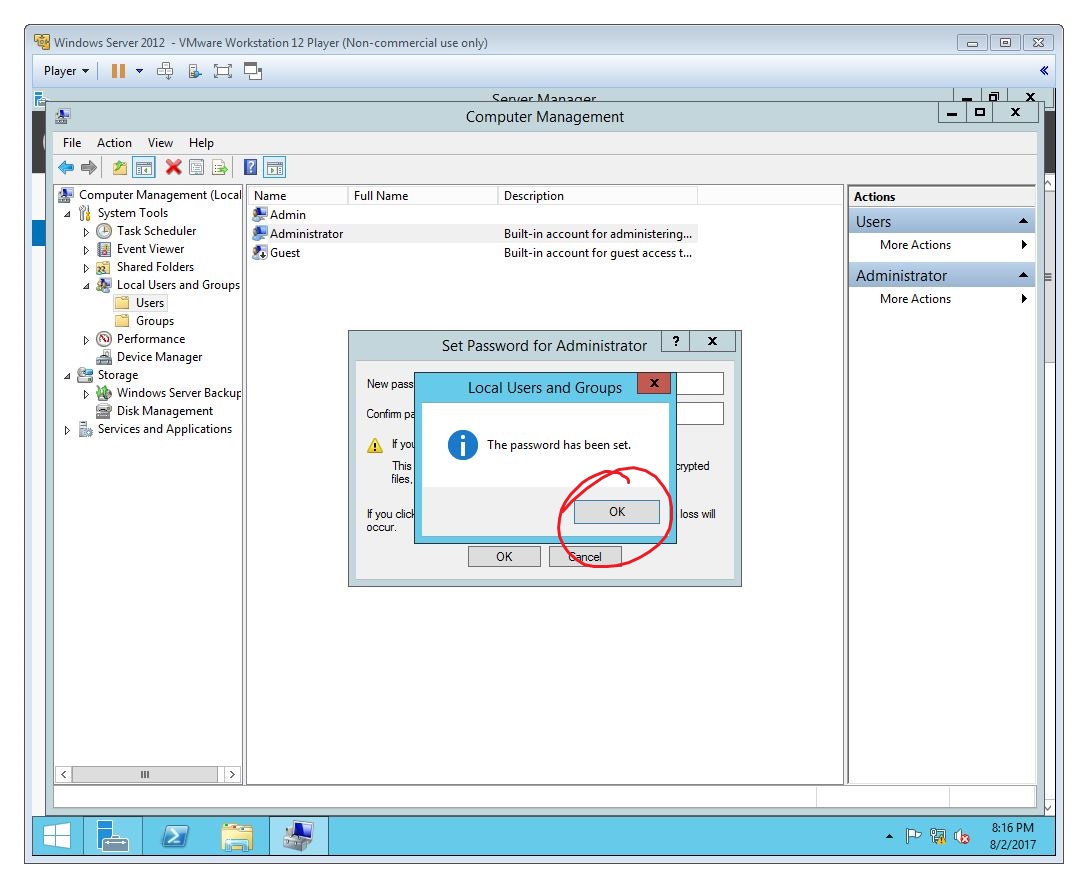 Windows Server 2012 - VMware Workstation 12 Player (Non-commercial use only)
Player
Server Manager
Computer Management
File Action View Help
Computer Management (Local
System Tools
Task Scheduler
Event Viewer
Shared Folders
Local Users and Groups
Users
Groups
Performance
Device Manager
Storage
Windows Server Backup
Disk Management
Services and Applications
Name Full Name Description
Admin
Administrator Built-in account for administering...
Guest Built-in account for guest access t...
Actions
Users
More Actions
Administrator
More Actions
Set Password for Administrator
New pass
Confirm pa
If you
This crypted
files,
If you click loss will
occur.
OK Cancel
Local Users and Groups
The password has been set.
OK
8:16 PM
8/2/2017